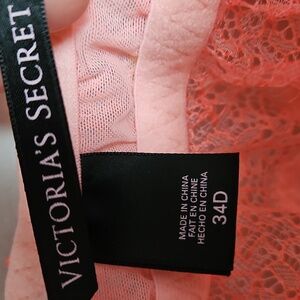 VICTORIA'S SECRET
MADE IN CHINA
FAIT EN CHINE
HECHO EN CHINA
34D